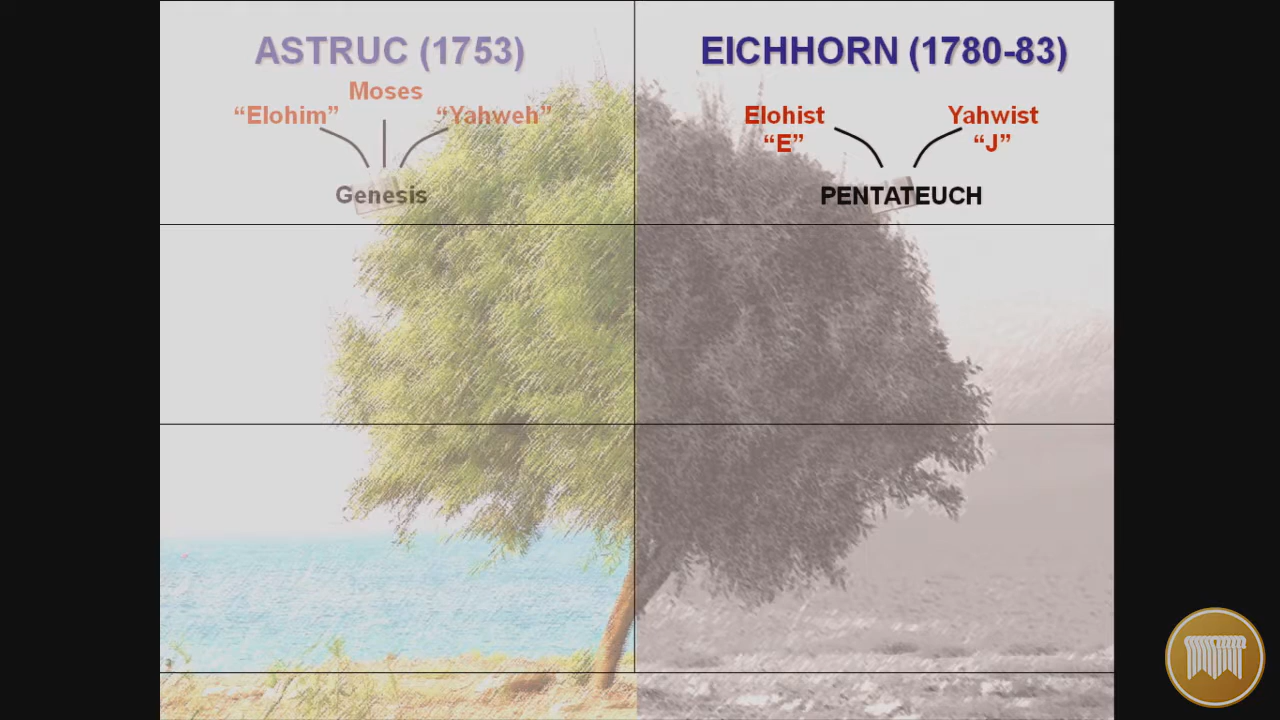 ASTRUC (1753)
Moses
“Elohim” “Yahweh”
Genesis
EICHHORN (1780-83)
Elohist Yahwist
“E” “J”
PENTATEUCH